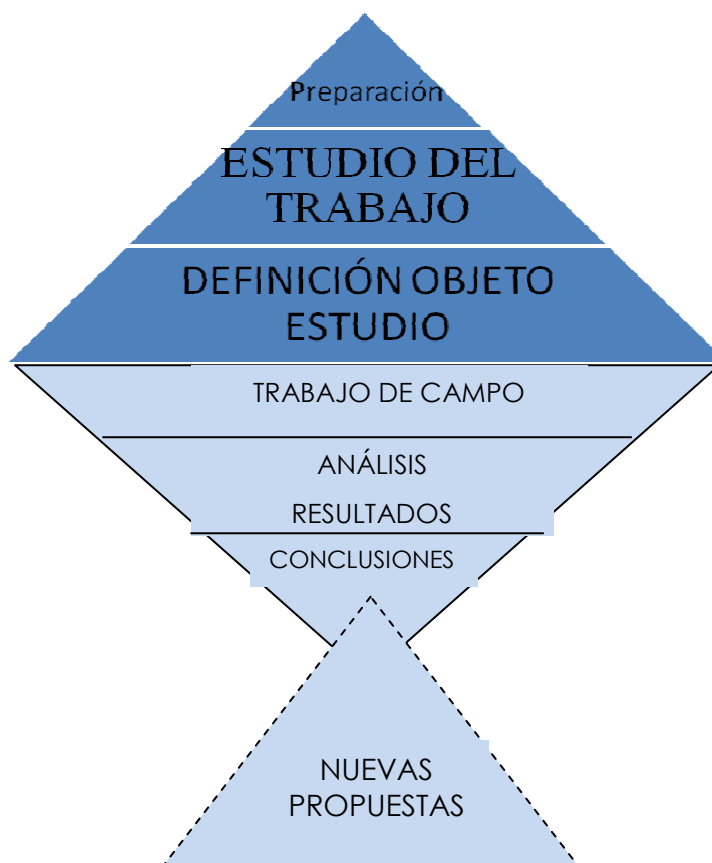 Preparación
ESTUDIO DEL
TRABAJO
DEFINICIÓN OBJETO
ESTUDIO
TRABAJO DE CAMPO
ANÁLISIS
RESULTADOS
CONCLUSIONES
NUEVAS
PROPUESTAS